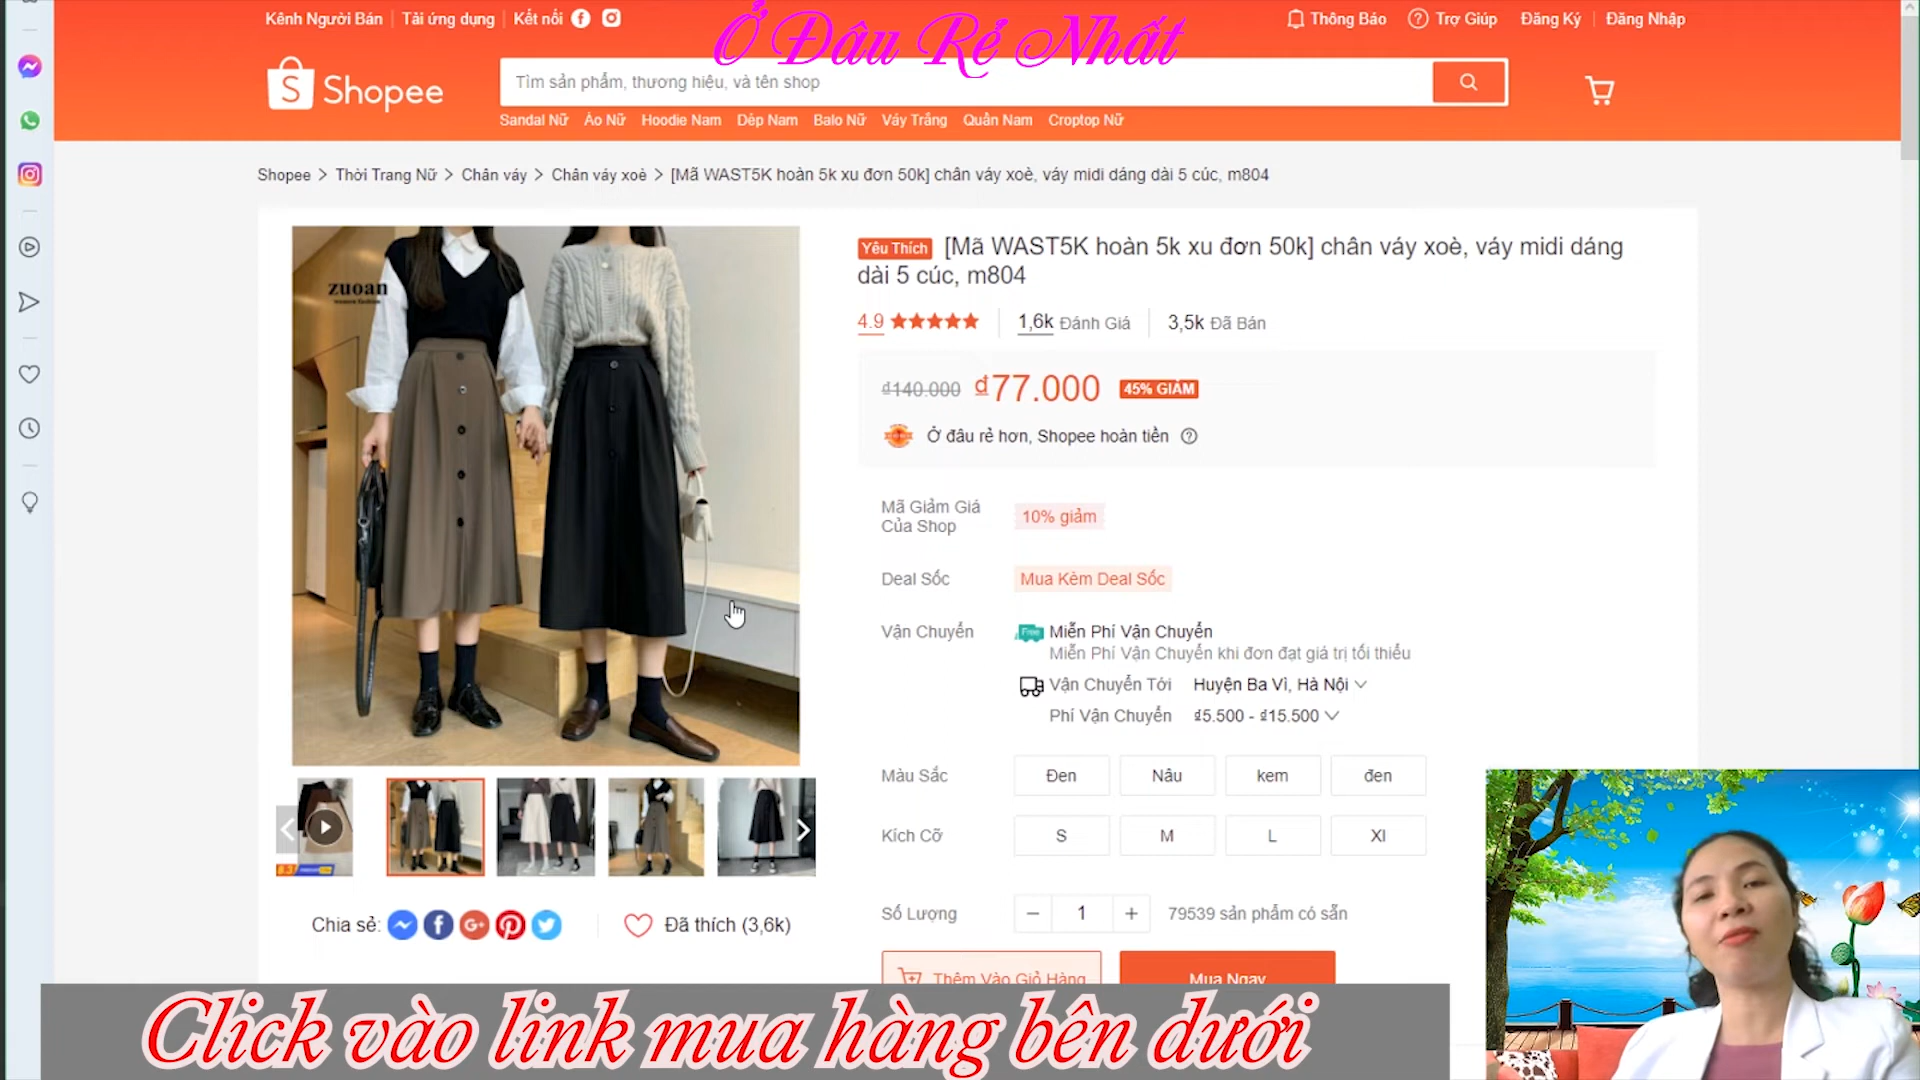 Kênh Người Bán Tải ứng dụng Kết nối
Thông Báo Trợ Giúp Đăng Ký Đăng Nhập
Ở Đâu Rẻ Nhất
Shopee
Tìm sản phẩm, thương hiệu, và tên shop
Sandal Nữ Áo Nữ Hoodie Nam Dép Nam Balo Nữ Váy Trắng Quần Nam Croptop Nữ
Shopee > Thời Trang Nữ > Chân váy > Chân váy xoè > [Mã WAST5K hoàn 5k xu đơn 50k] chân váy xoè, váy midi dáng dài 5 cúc, m804
zuoan
women fashion
Yêu Thích [Mã WAST5K hoàn 5k xu đơn 50k] chân váy xoè, váy midi dáng
dài 5 cúc, m804
4.9 1,6k Đánh Giá 3,5k Đã Bán
₫140.000 ₫77.000 45% GIẢM
Ở đâu rẻ hơn, Shopee hoàn tiền
Mã Giảm Giá
Của Shop
10% giảm
Deal Sốc Mua Kèm Deal Sốc
Vận Chuyển Free Miễn Phí Vận Chuyển
Miễn Phí Vận Chuyển khi đơn đạt giá trị tối thiểu
Vận Chuyển Tới Huyện Ba Vì, Hà Nội
Phí Vận Chuyển ₫5.500 - ₫15.500
Màu Sắc Đen Nâu kem đen
Kích Cỡ S M L Xl
Số Lượng − 1 + 79539 sản phẩm có sẵn
Chia sẻ: Đã thích (3,6k)
Thêm Vào Giỏ Hàng Mua Ngay
Click vào link mua hàng bên dưới